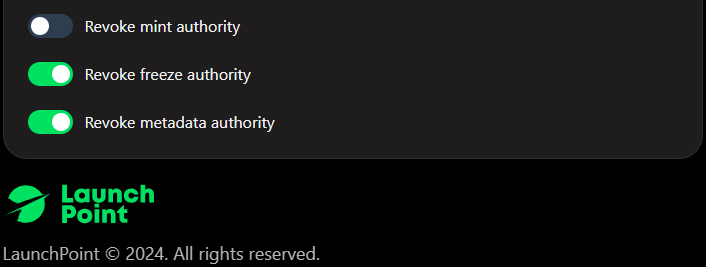 Revoke mint authority
Revoke freeze authority
Revoke metadata authority
Launch
Point
LaunchPoint © 2024. All rights reserved.